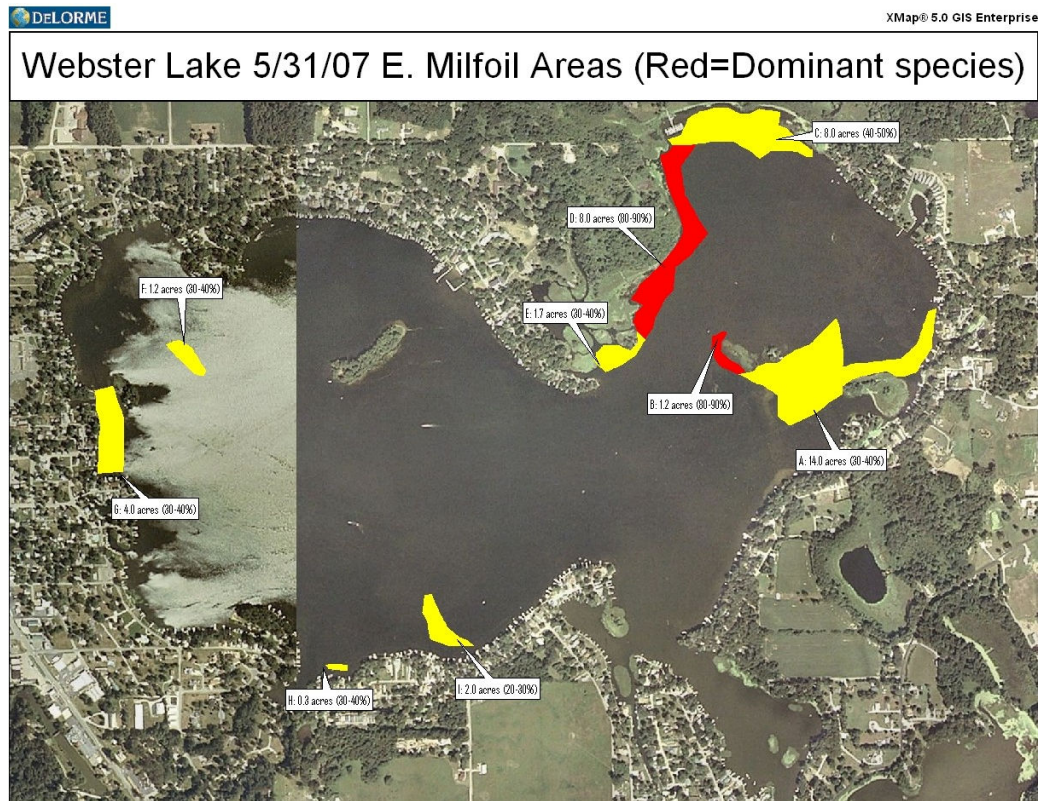 DELORME
XMap® 5.0 GIS Enterprise
Webster Lake 5/31/07 E. Milfoil Areas (Red=Dominant species)
C: 8.0 acres (40-50%)
D: 8.0 acres (80-90%)
F: 1.2 acres (30-40%)
E: 1.7 acres (30-40%)
B: 1.2 acres (80-90%)
A: 14.0 acres (30-40%)
G: 4.0 acres (30-40%)
H: 0.3 acres (30-40%)
I: 2.0 acres (20-30%)